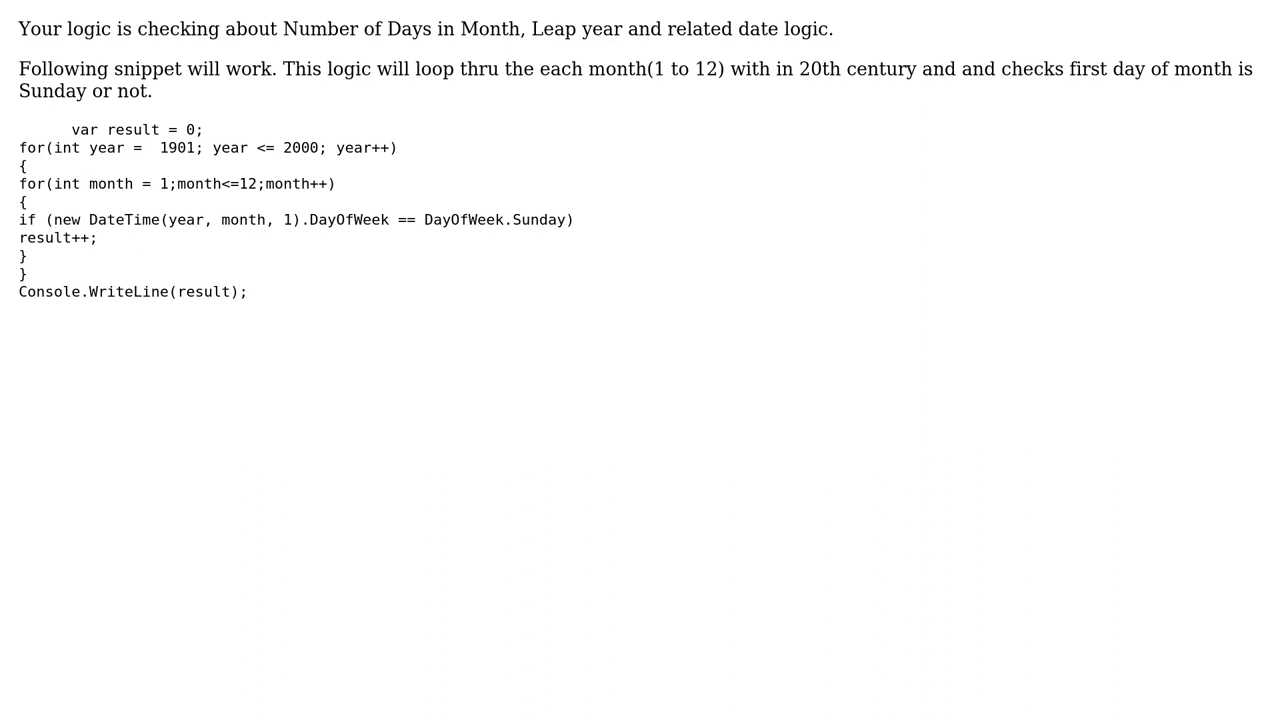 Your logic is checking about Number of Days in Month, Leap year and related date logic.
Following snippet will work. This logic will loop thru the each month(1 to 12) with in 20th century and and checks first day of month is
Sunday or not.
      var result = 0;
for(int year =  1901; year <= 2000; year++)
{
for(int month = 1;month<=12;month++)
{
if (new DateTime(year, month, 1).DayOfWeek == DayOfWeek.Sunday)
result++;
}
}
Console.WriteLine(result);